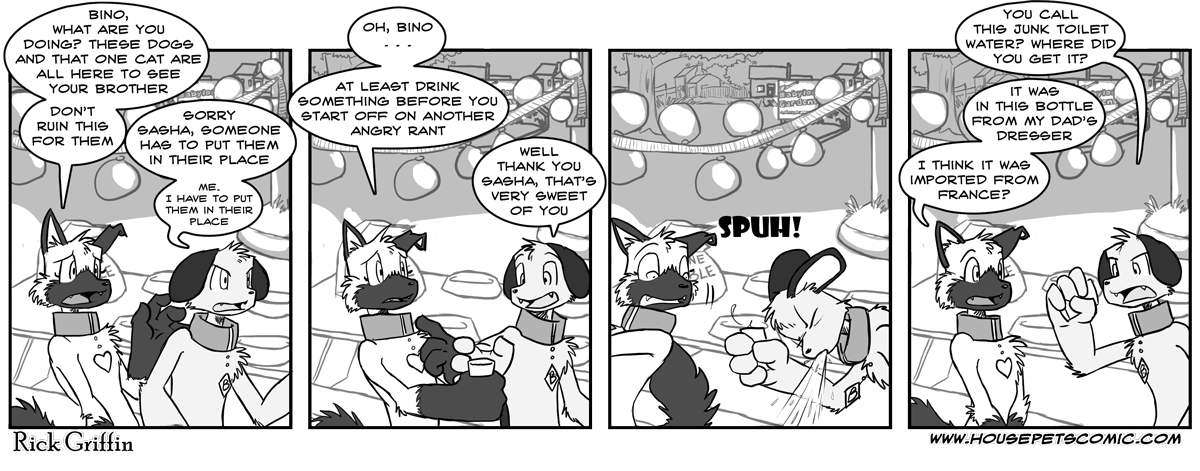 BINO,
WHAT ARE YOU
DOING? THESE DOGS
AND THAT ONE CAT ARE
ALL HERE TO SEE
YOUR BROTHER
DON'T
RUIN THIS
FOR THEM
SORRY
SASHA, SOMEONE
HAS TO PUT THEM
IN THEIR PLACE
ME.
I HAVE TO PUT
THEM IN THEIR
PLACE
OH, BINO
. . .
AT LEAST DRINK
SOMETHING BEFORE YOU
START OFF ON ANOTHER
ANGRY RANT
WELL
THANK YOU
SASHA, THAT'S
VERY SWEET
OF YOU
Babylon
Gardens
SPUH!
YOU CALL
THIS JUNK TOILET
WATER? WHERE DID
YOU GET IT?
IT WAS
IN THIS BOTTLE
FROM MY DAD'S
DRESSER
I THINK IT WAS
IMPORTED FROM
FRANCE?
Rick Griffin
WWW.HOUSEPETSCOMIC.COM